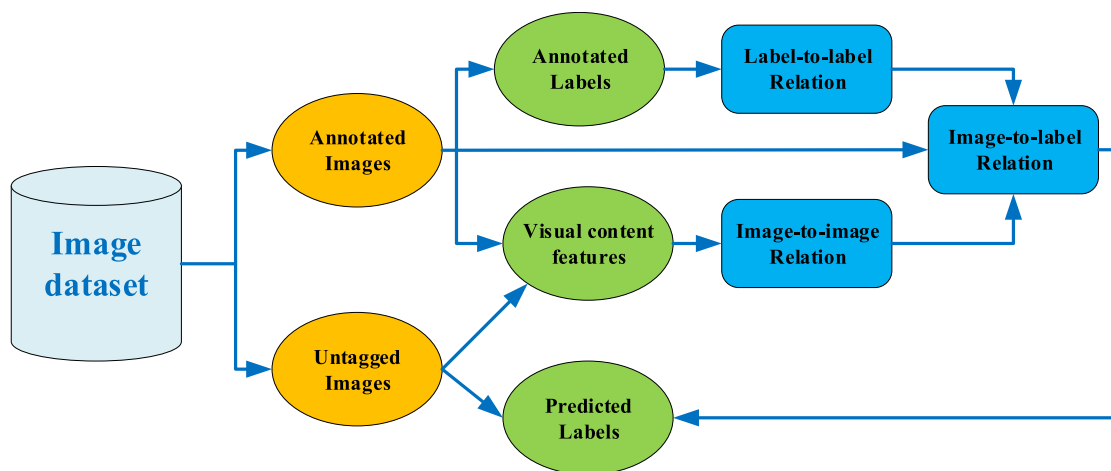 Annotated
Labels
Label-to-label
Relation
Annotated
Images
Image-to-label
Relation
Image
dataset
Visual content
features
Image-to-image
Relation
Untagged
Images
Predicted
Labels